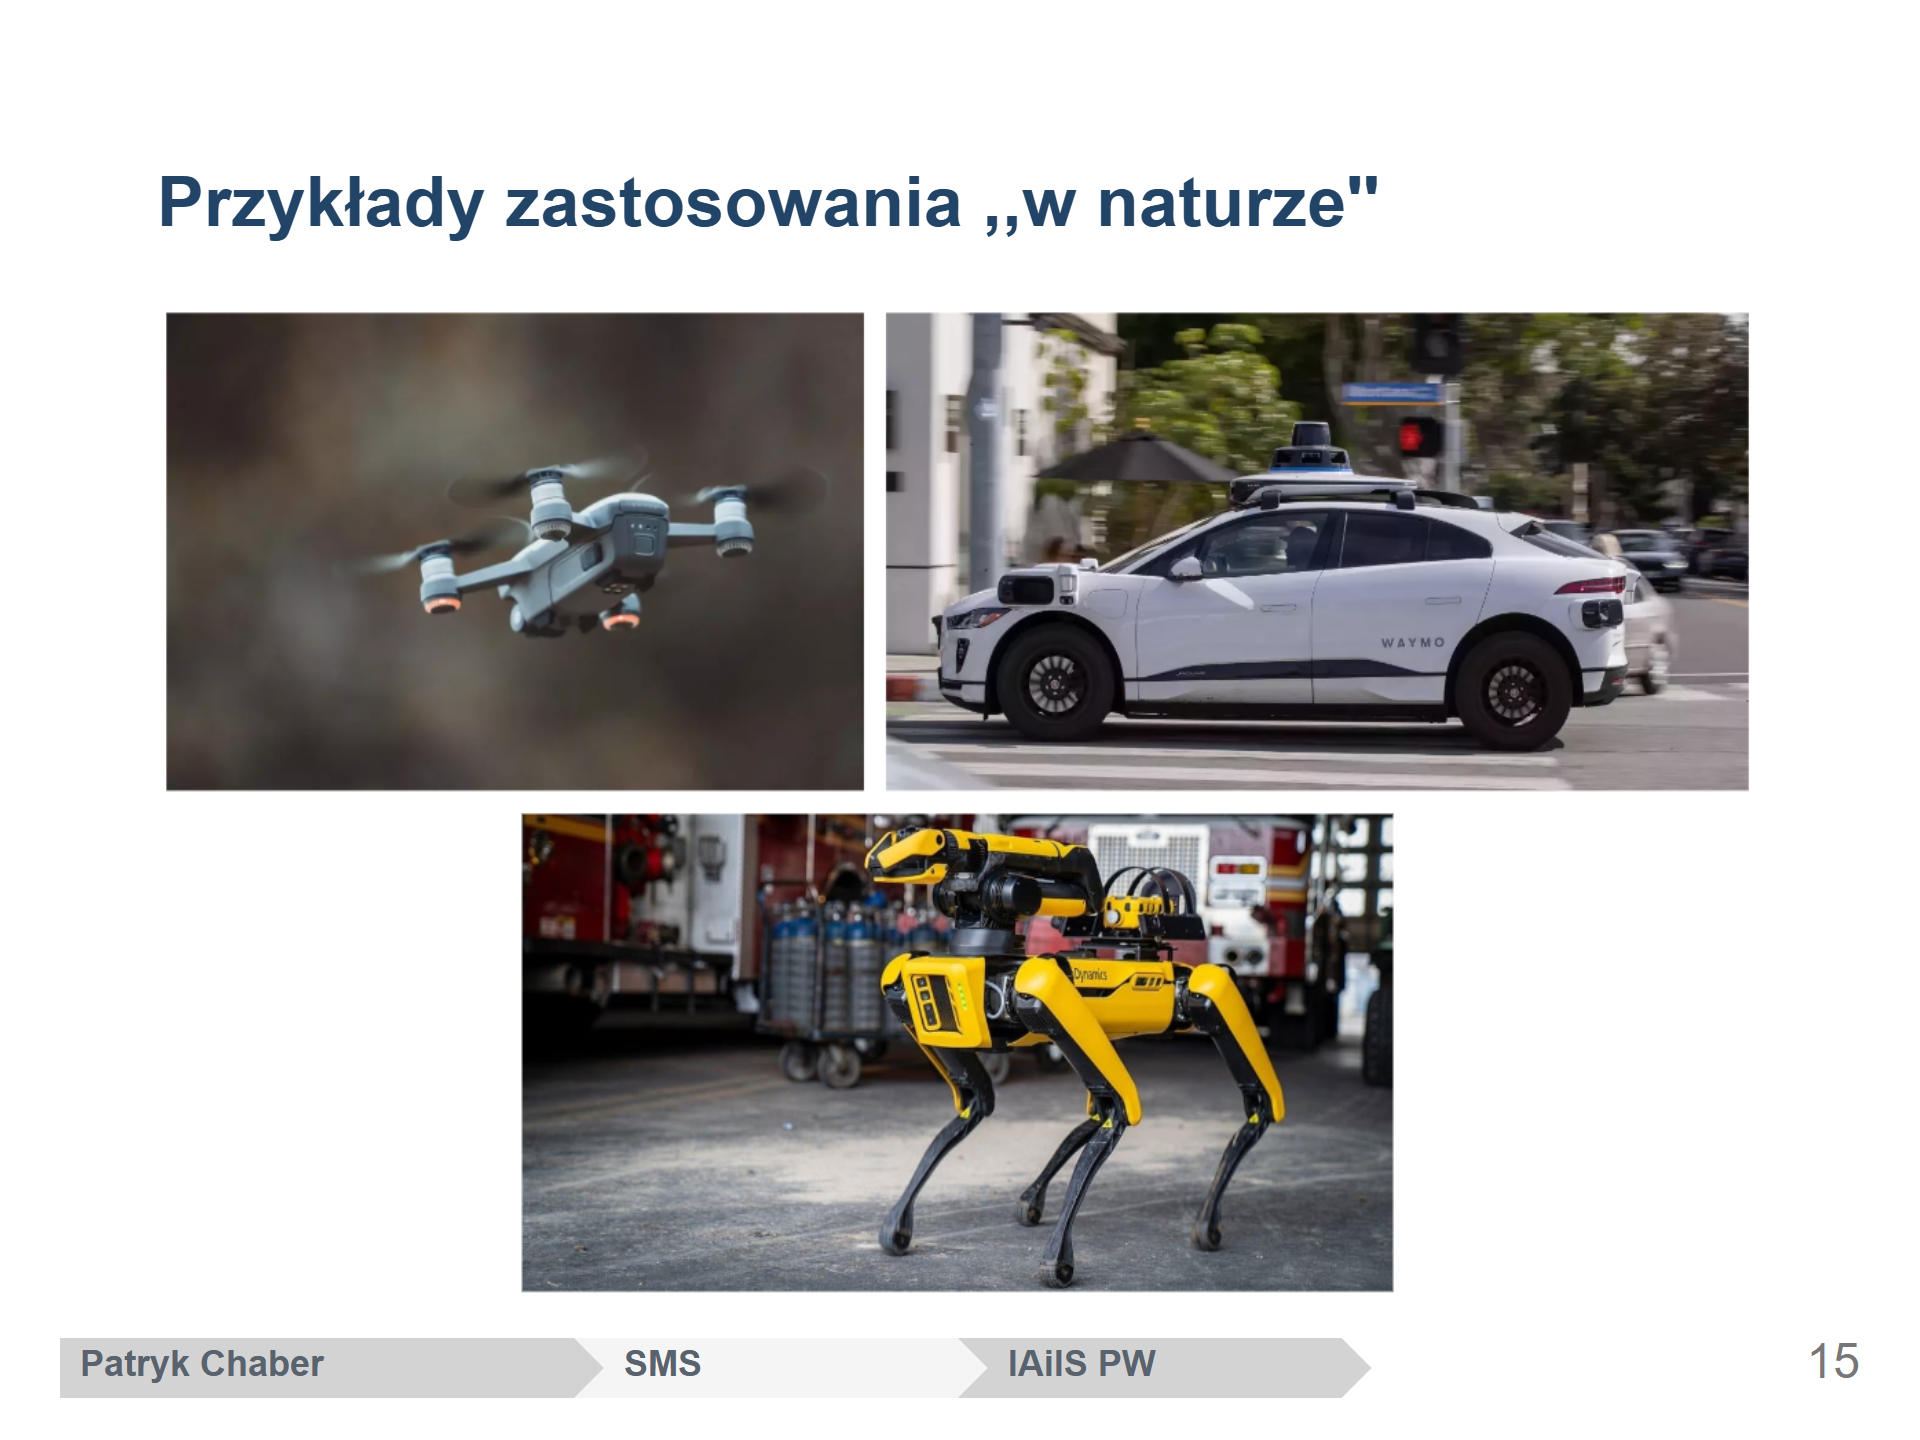 Przykłady zastosowania ,,w naturze"
WAYMO
Dynamics
Patryk Chaber
SMS
IAiIS PW
15